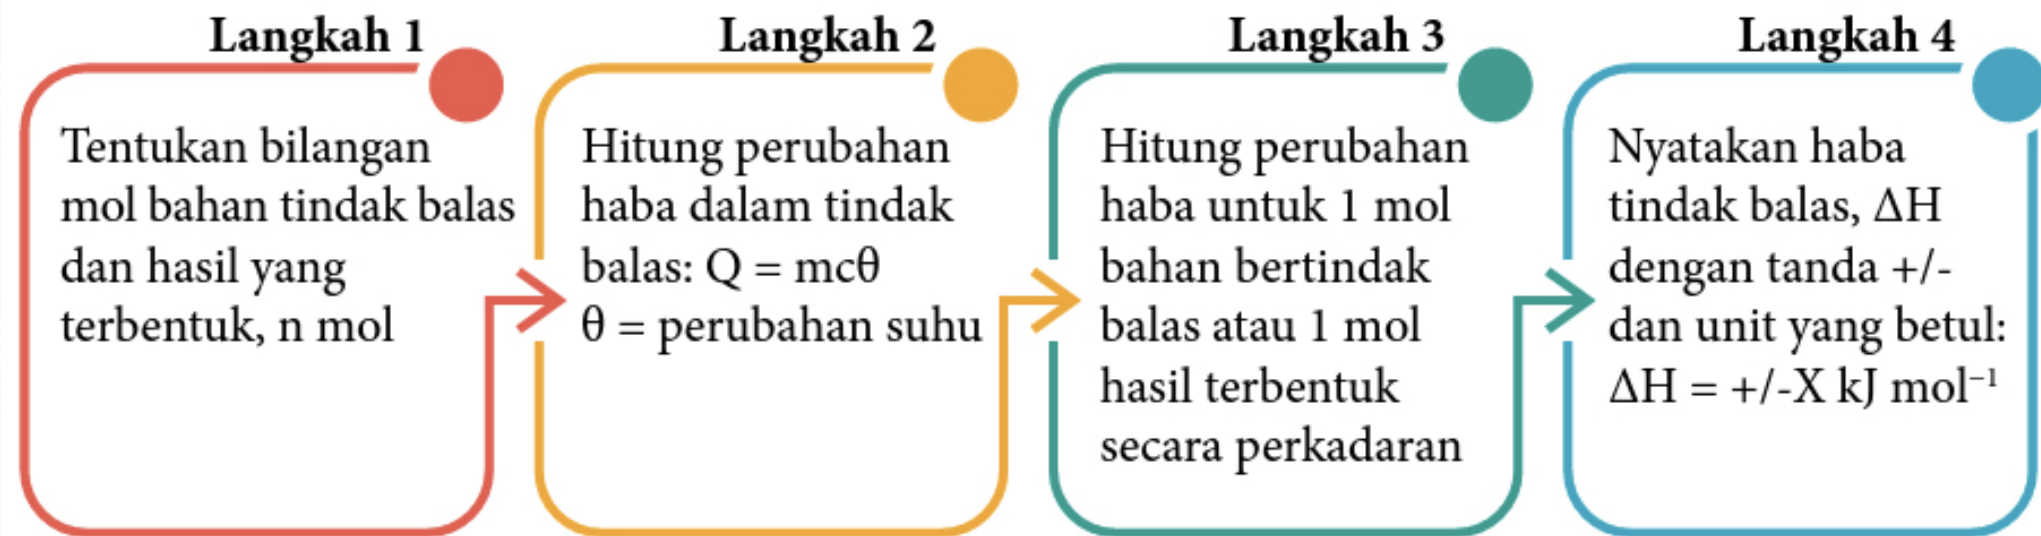 Langkah 1
Tentukan bilangan
mol bahan tindak balas
dan hasil yang
terbentuk, n mol
Langkah 2
Hitung perubahan
haba dalam tindak
balas: Q = mcθ
θ = perubahan suhu
Langkah 3
Hitung perubahan
haba untuk 1 mol
bahan bertindak
balas atau 1 mol
hasil terbentuk
secara perkadaran
Langkah 4
Nyatakan haba
tindak balas, ΔH
dengan tanda +/-
dan unit yang betul:
ΔH = +/-X kJ mol⁻¹